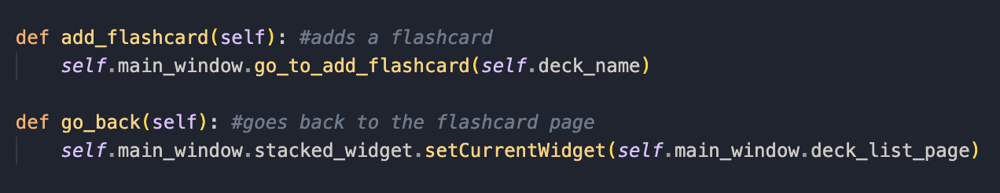 def add_flashcard(self): #adds a flashcard
    self.main_window.go_to_add_flashcard(self.deck_name)

def go_back(self): #goes back to the flashcard page
    self.main_window.stacked_widget.setCurrentWidget(self.main_window.deck_list_page)